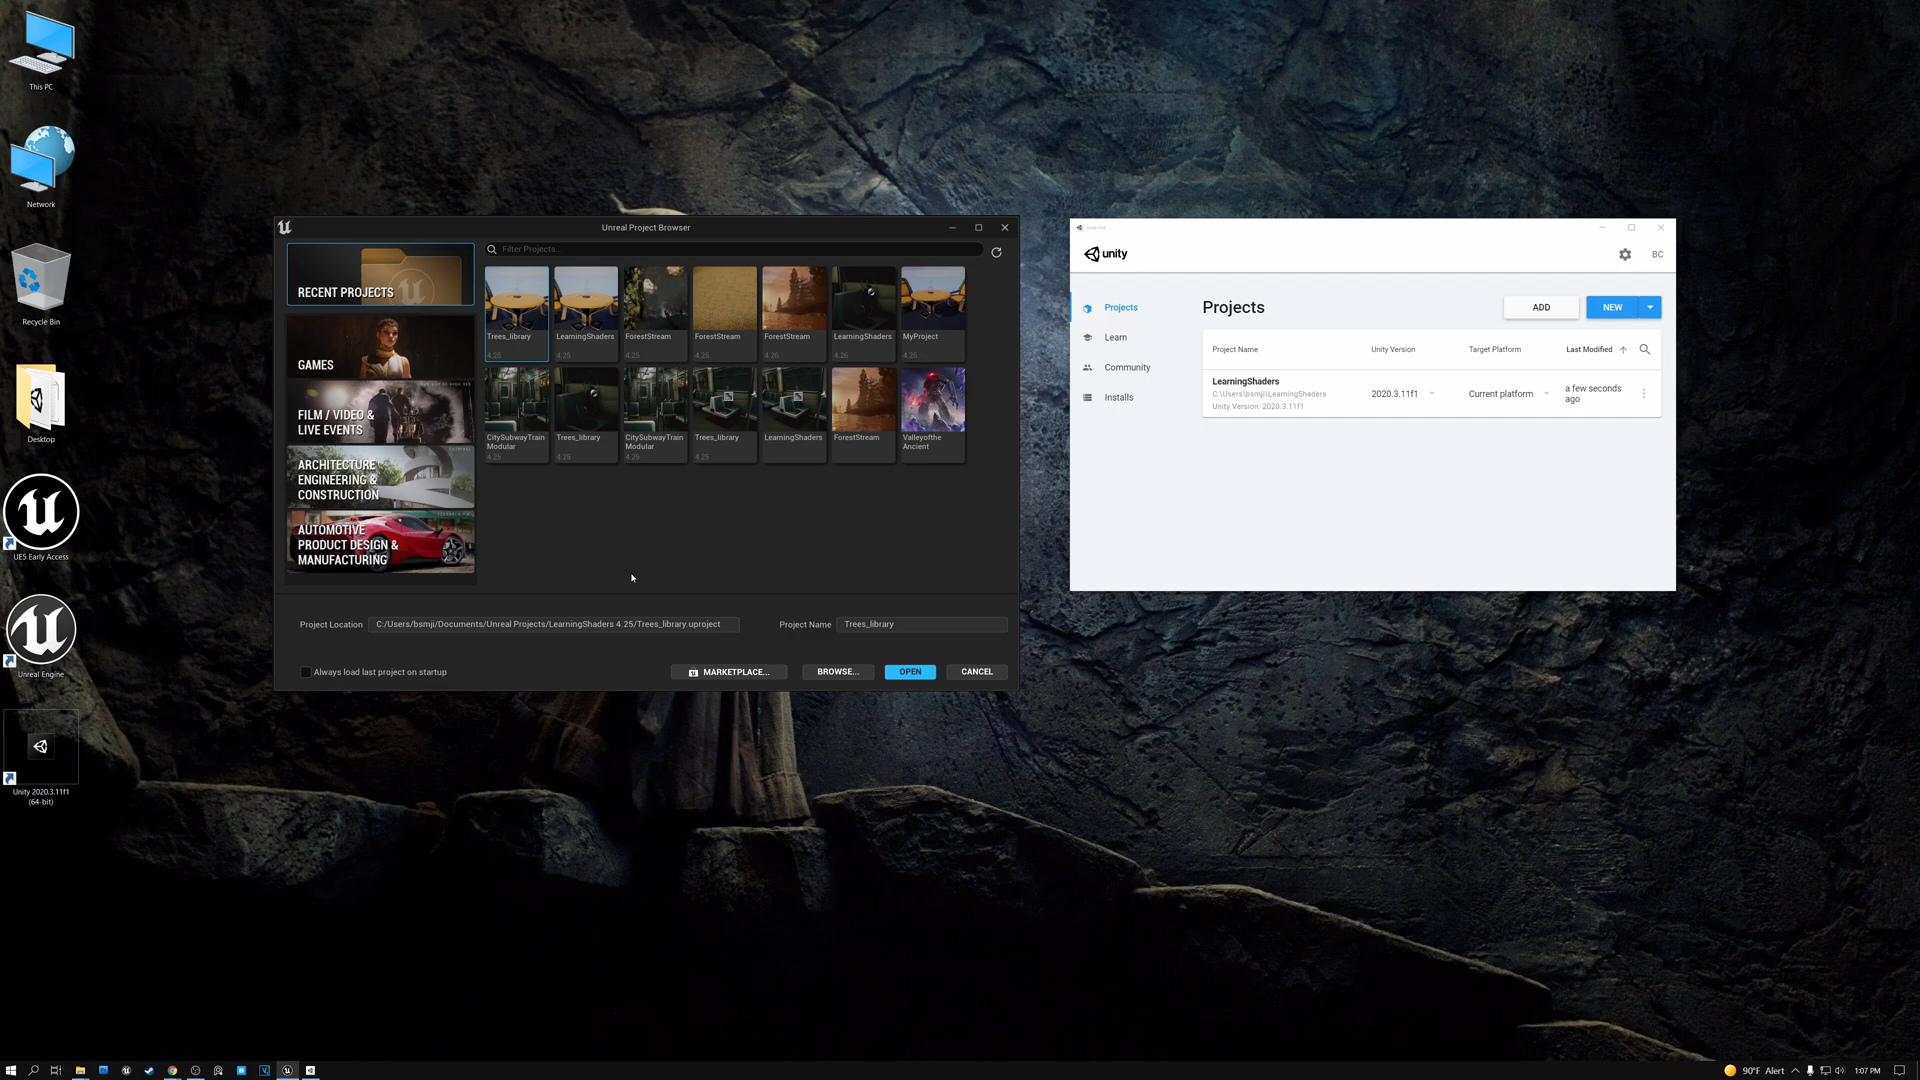 This PC
Network
Recycle Bin
Desktop
UE5 Early Access
Unreal Engine
Unity 2020.3.11f1
(64-bit)
Unreal Project Browser
RECENT PROJECTS
GAMES
FILM / VIDEO &
LIVE EVENTS
ARCHITECTURE
ENGINEERING &
CONSTRUCTION
AUTOMOTIVE
PRODUCT DESIGN &
MANUFACTURING
Filter Projects...
Trees_library
4.25
LearningShaders
4.25
ForestStream
4.25
ForestStream
4.25
ForestStream
4.26
LearningShaders
4.26
MyProject
4.25
CitySubwayTrain
Modular
4.25
Trees_library
4.25
CitySubwayTrain
Modular
4.25
Trees_library
4.25
LearningShaders
ForestStream
Valleyofthe
Ancient
Project Location
C:/Users/bsmji/Documents/Unreal Projects/LearningShaders 4.25/Trees_library.uproject
Project Name
Trees_library
Always load last project on startup
MARKETPLACE...
BROWSE...
OPEN
CANCEL
unity
BC
Projects
Learn
Community
Installs
Projects
ADD
NEW
Project Name
Unity Version
Target Platform
Last Modified
LearningShaders
C:\Users\bsmji\LearningShaders
Unity Version: 2020.3.11f1
2020.3.11f1
Current platform
a few seconds
ago
90°F Alert
1:07 PM